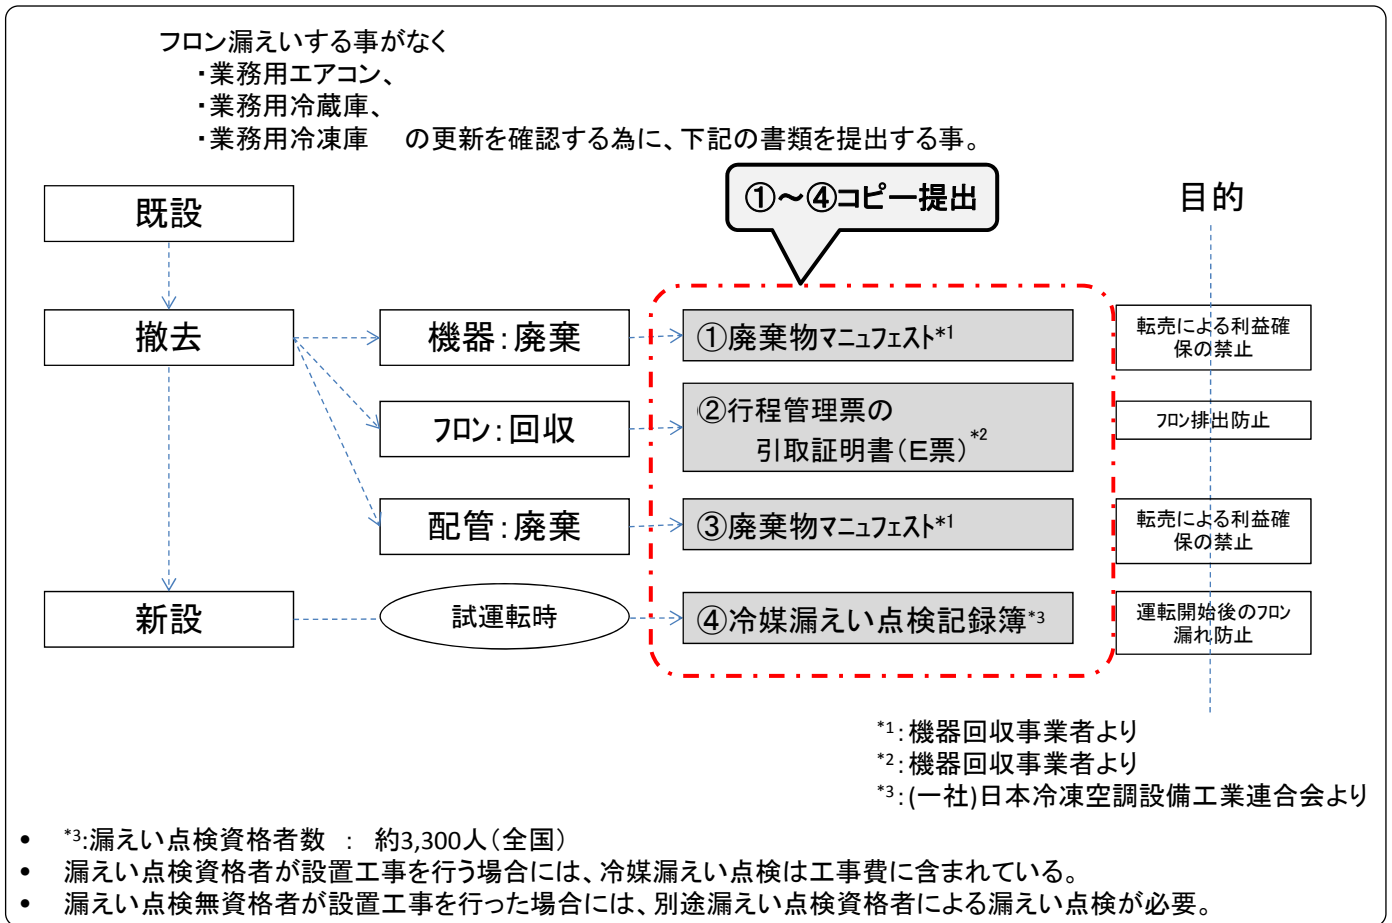 フロン漏えいする事がなく
・業務用エアコン、
・業務用冷蔵庫、
・業務用冷凍庫　の更新を確認する為に、下記の書類を提出する事。
①～④コピー提出
目的
既設
撤去
機器：廃棄
①廃棄物マニュフェスト*1
転売による利益確
保の禁止
フロン：回収
②行程管理票の
引取証明書（Ｅ票）*2
フロン排出防止
配管：廃棄
③廃棄物マニュフェスト*1
転売による利益確
保の禁止
新設
試運転時
④冷媒漏えい点検記録簿*3
運転開始後のフロン
漏れ防止
*1：機器回収事業者より
*2：機器回収事業者より
*3：(一社)日本冷凍空調設備工業連合会より
• *3:漏えい点検資格者数　：　約3,300人（全国）
• 漏えい点検資格者が設置工事を行う場合には、冷媒漏えい点検は工事費に含まれている。
• 漏えい点検無資格者が設置工事を行った場合には、別途漏えい点検資格者による漏えい点検が必要。